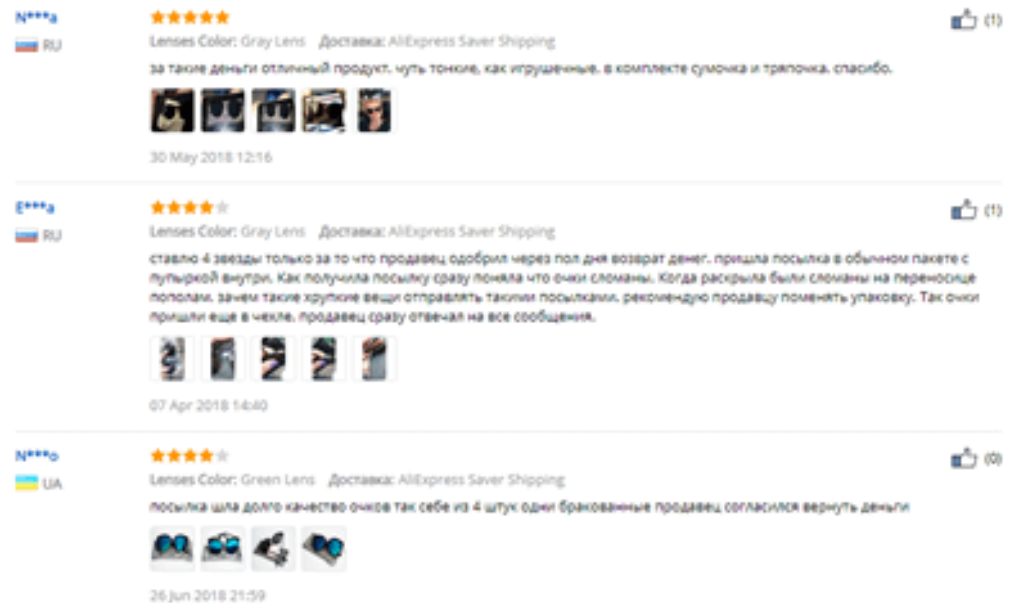 N***a
RU
Lenses Color: Gray Lens Доставка: AliExpress Saver Shipping
(1)
за такие деньги отличный продукт. чуть тонкие, как игрушечные. в комплекте сумочка и тряпочка. спасибо.
30 May 2018 12:16
E***a
RU
Lenses Color: Gray Lens Доставка: AliExpress Saver Shipping
(1)
ставлю 4 звезды только за то что продавец одобрил через пол дня возврат денег. пришла посылка в обычном пакете с
пупыркой внутри. Как получила посылку сразу поняла что очки сломаны. Когда раскрыла были сломаны на переносице
пополам. зачем такие хрупкие вещи отправлять такими посылками. рекомендую продавцу поменять упаковку. Так очки
пришли еще в чехле. продавец сразу отвечал на все сообщения.
07 Apr 2018 14:40
N***o
UA
Lenses Color: Green Lens Доставка: AliExpress Saver Shipping
(0)
посылка шла долго качество очков так себе из 4 штук одни бракованные продавец согласился вернуть деньги
26 Jun 2018 21:59